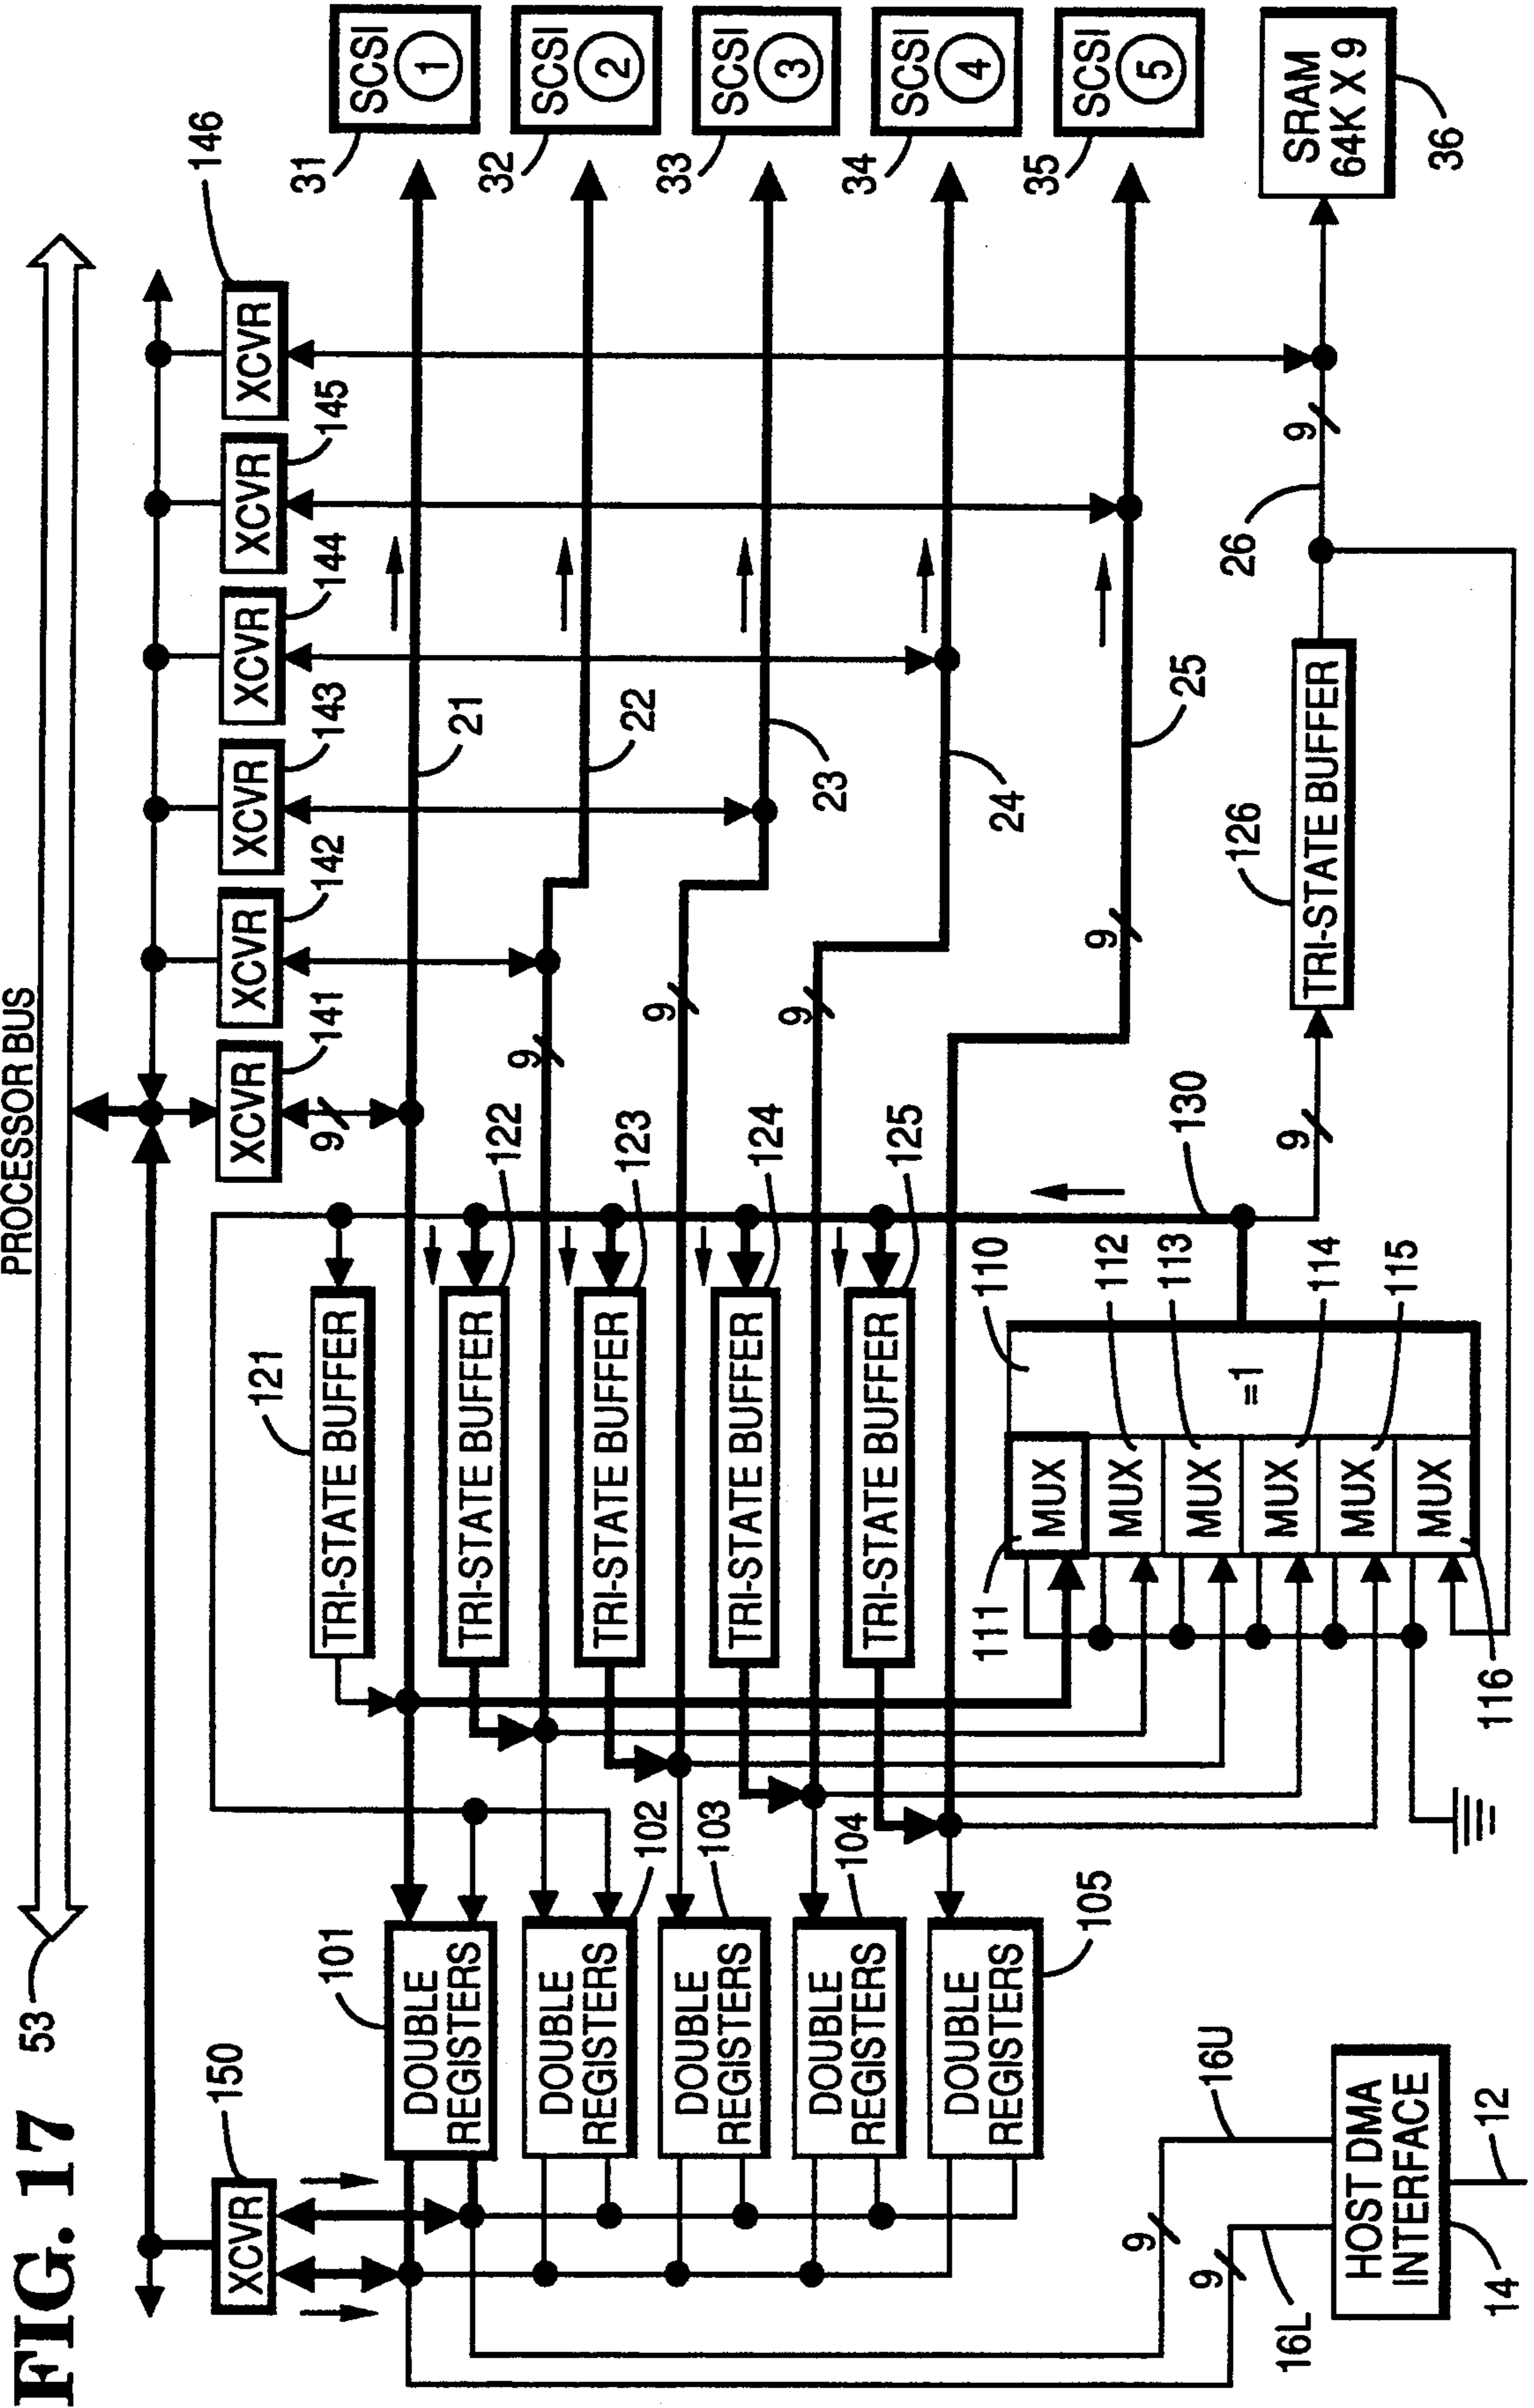 FIG. 17
PROCESSOR BUS
53
150
XCVR
XCVR
141
XCVR
142
XCVR
143
XCVR
144
XCVR
145
XCVR
146
9
21
22
23
24
25
26
9
9
9
9
9
9
SCSI
1
31
SCSI
2
32
SCSI
3
33
SCSI
4
34
SCSI
5
35
SRAM
64K X 9
36
121
TRI-STATE BUFFER
TRI-STATE BUFFER
122
TRI-STATE BUFFER
123
TRI-STATE BUFFER
124
TRI-STATE BUFFER
125
TRI-STATE BUFFER
126
130
101
DOUBLE
REGISTERS
DOUBLE
REGISTERS
102
DOUBLE
REGISTERS
103
DOUBLE
REGISTERS
104
DOUBLE
REGISTERS
105
110
=1
111
MUX
MUX
112
MUX
113
MUX
114
MUX
115
MUX
116
16U
9
16L
9
HOST DMA
INTERFACE
14
12